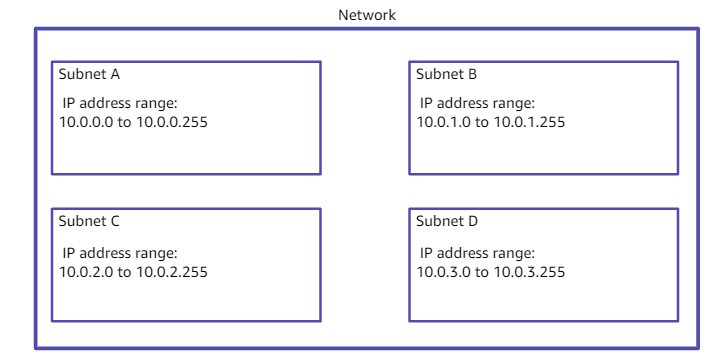 Network
Subnet A
IP address range:
10.0.0.0 to 10.0.0.255
Subnet B
IP address range:
10.0.1.0 to 10.0.1.255
Subnet C
IP address range:
10.0.2.0 to 10.0.2.255
Subnet D
IP address range:
10.0.3.0 to 10.0.3.255